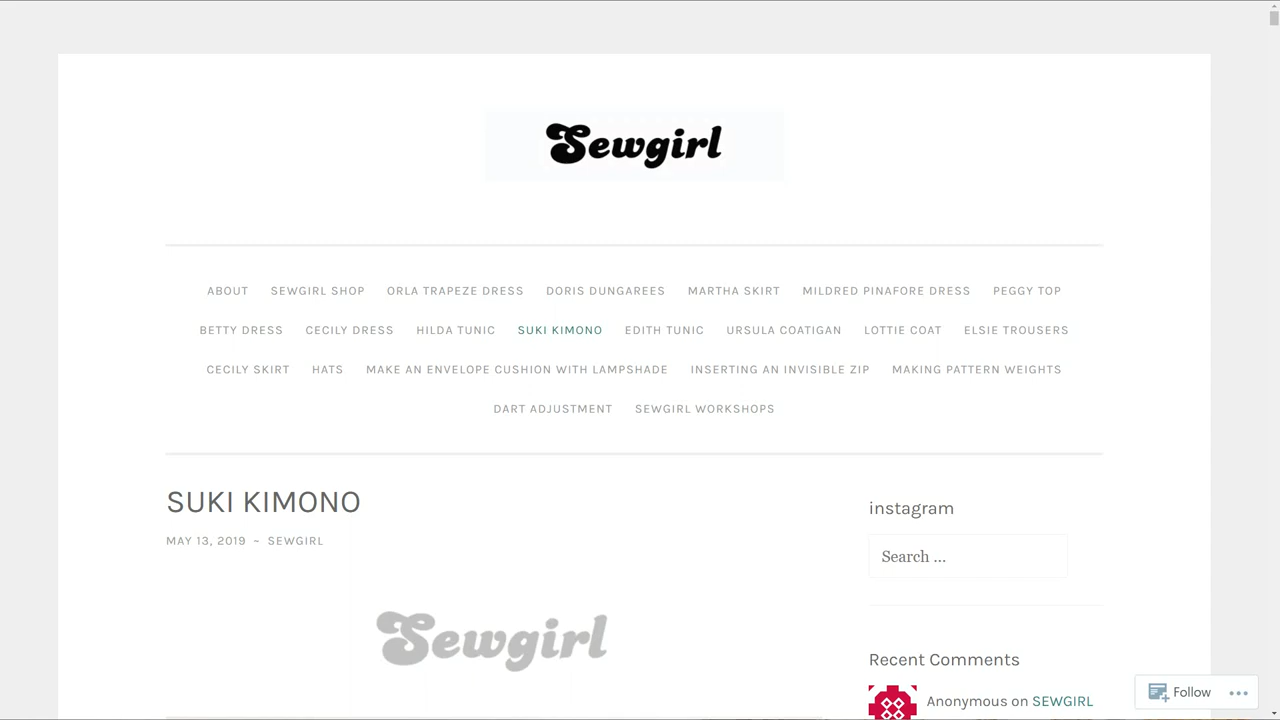 Sewgirl
ABOUT SEWGIRL SHOP ORLA TRAPEZE DRESS DORIS DUNGAREES MARTHA SKIRT MILDRED PINAFORE DRESS PEGGY TOP
BETTY DRESS CECILY DRESS HILDA TUNIC SUKI KIMONO EDITH TUNIC URSULA COATIGAN LOTTIE COAT ELSIE TROUSERS
CECILY SKIRT HATS MAKE AN ENVELOPE CUSHION WITH LAMPSHADE INSERTING AN INVISIBLE ZIP MAKING PATTERN WEIGHTS
DART ADJUSTMENT SEWGIRL WORKSHOPS
SUKI KIMONO
MAY 13, 2019 ~ SEWGIRL
Sewgirl
instagram
Search ...
Recent Comments
Anonymous on SEWGIRL
Follow